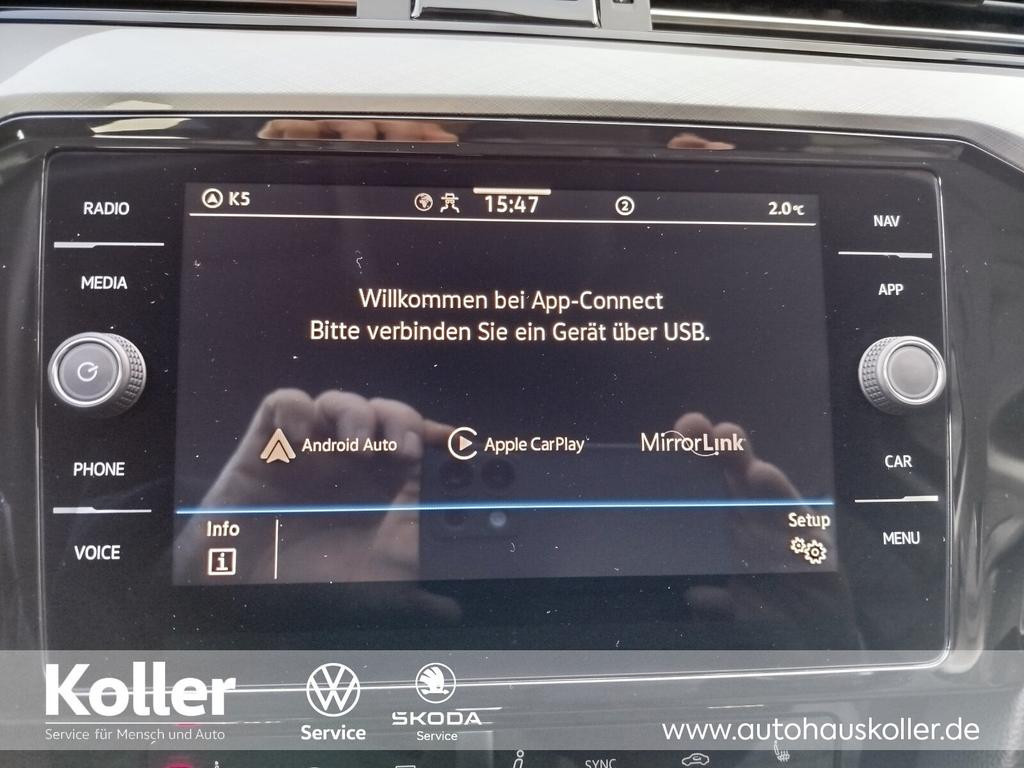 RADIO
MEDIA
PHONE
VOICE
K5
15:47
2
2.0°C
Willkommen bei App-Connect
Bitte verbinden Sie ein Gerät über USB.
Android Auto
Apple CarPlay
MirrorLink
Info
i
Setup
NAV
APP
CAR
MENU
Koller
Service für Mensch und Auto
Service
SKODA
Service
www.autohauskoller.de
SYNC